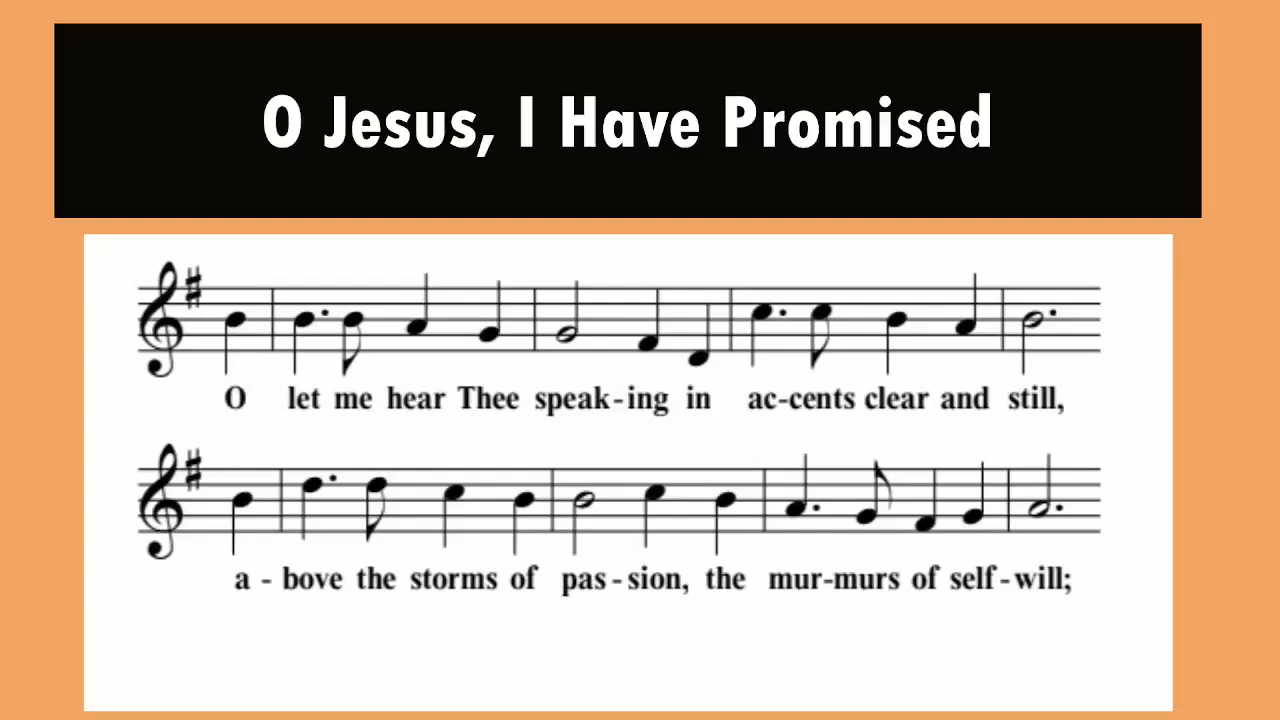 O Jesus, I Have Promised
O let me hear Thee speak-ing in ac-cents clear and still,
a - bove the storms of pas-sion, the mur-murs of self-will;